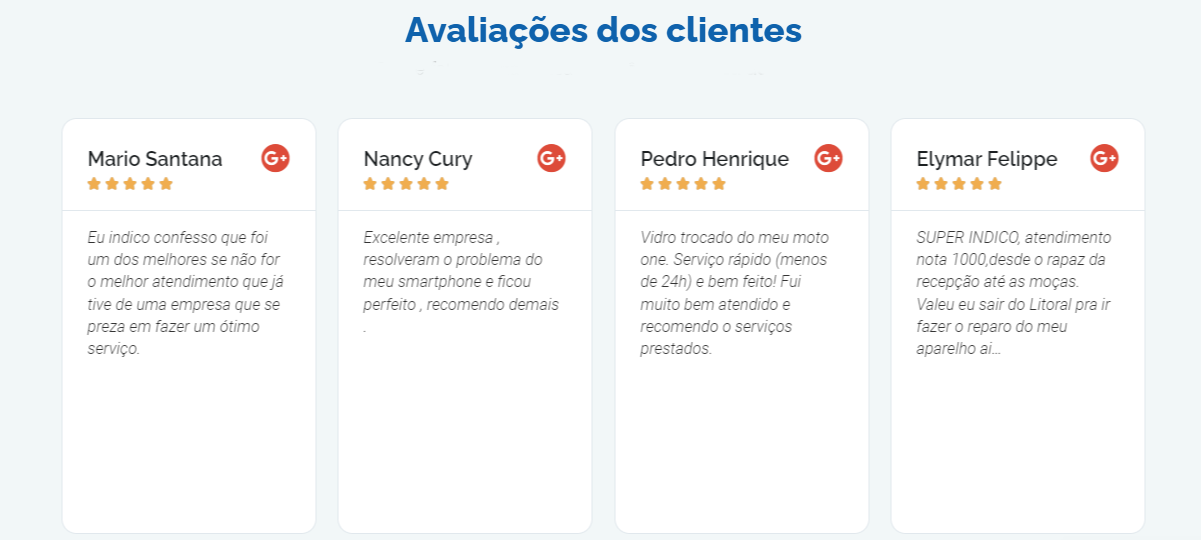 Avaliações dos clientes
Mario Santana
G+
Eu indico confesso que foi
um dos melhores se não for
o melhor atendimento que já
tive de uma empresa que se
preza em fazer um ótimo
serviço.
Nancy Cury
G+
Excelente empresa ,
resolveram o problema do
meu smartphone e ficou
perfeito , recomendo demais
.
Pedro Henrique
G+
Vidro trocado do meu moto
one. Serviço rápido (menos
de 24h) e bem feito! Fui
muito bem atendido e
recomendo o serviços
prestados.
Elymar Felippe
G+
SUPER INDICO, atendimento
nota 1000,desde o rapaz da
recepção até as moças.
Valeu eu sair do Litoral pra ir
fazer o reparo do meu
aparelho ai...